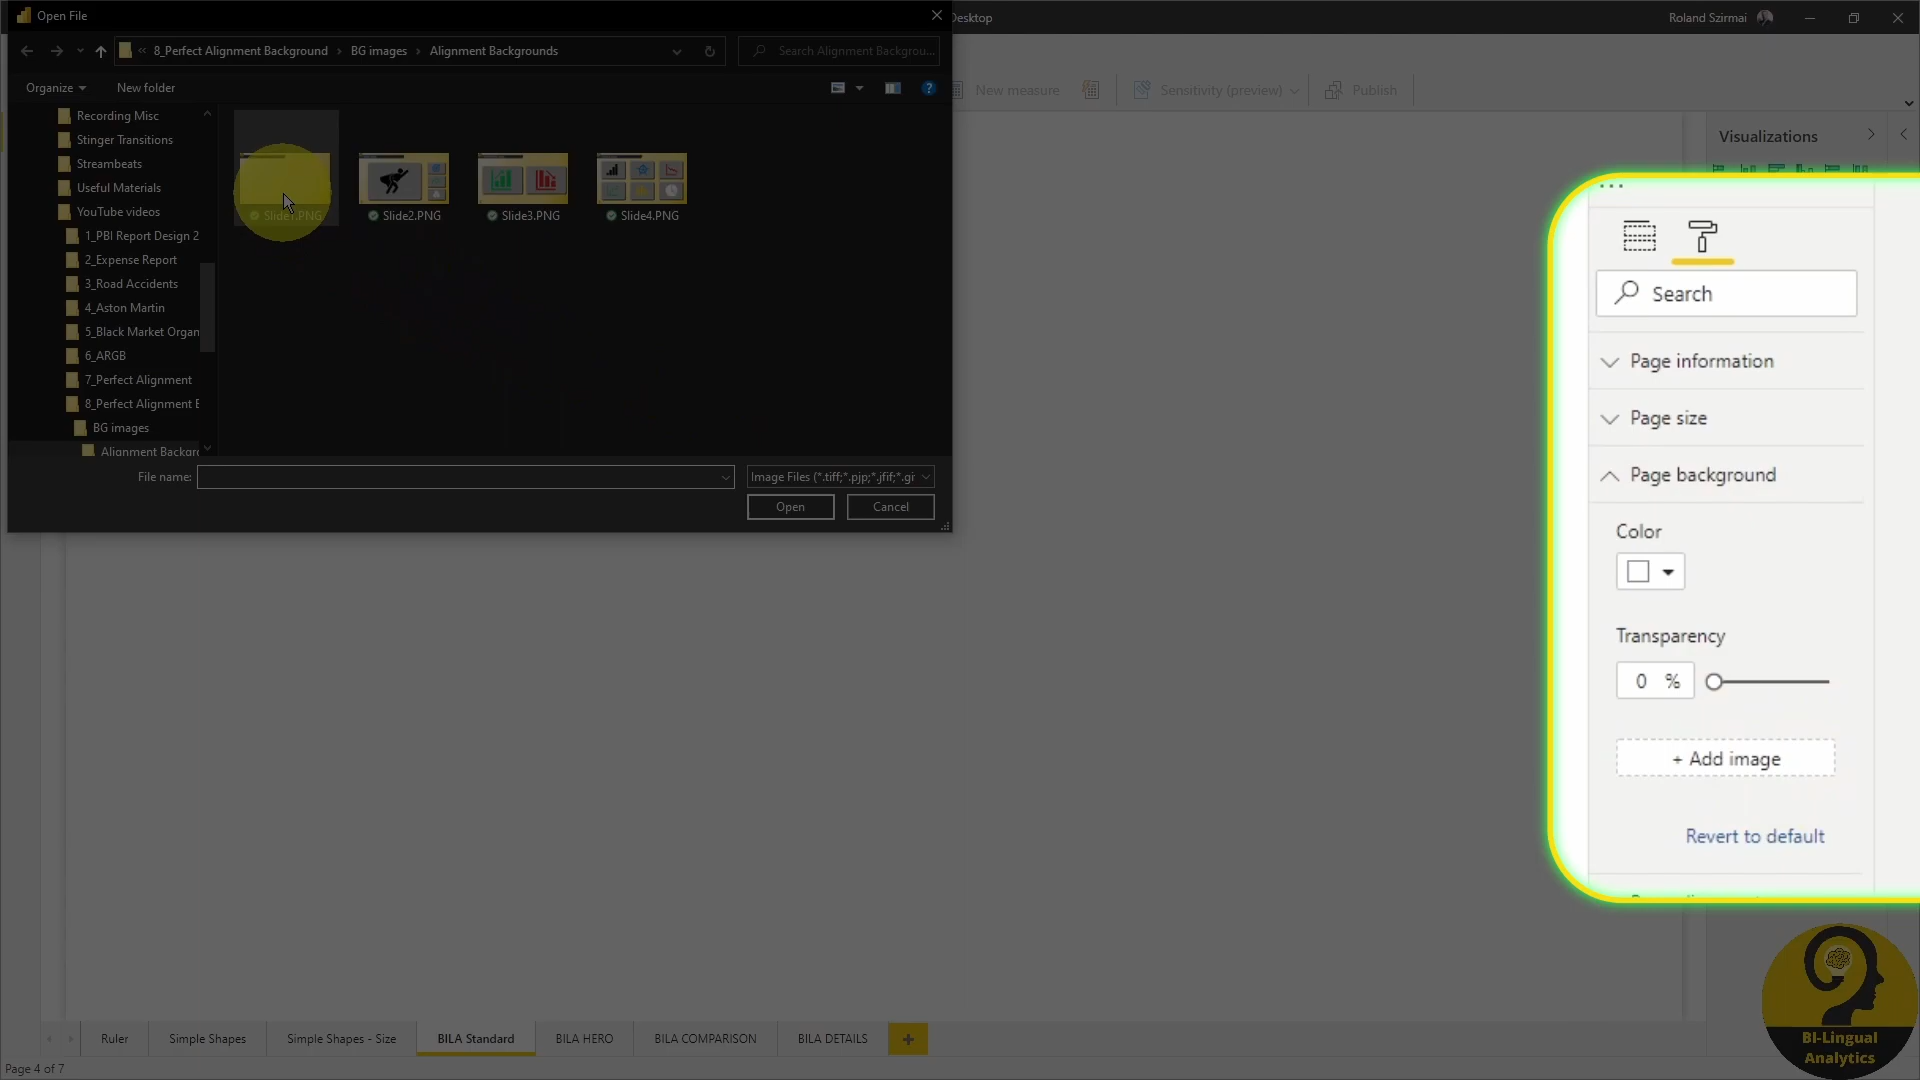 Open File
Desktop
Roland Szirmai
« 8_Perfect Alignment Background › BG images › Alignment Backgrounds
Search Alignment Backgrou...
Organize
New folder
New measure
Sensitivity (preview)
Publish
Recording Misc
Stinger Transitions
Streambeats
Useful Materials
YouTube videos
1_PBI Report Design 2
2_Expense Report
3_Road Accidents
4_Aston Martin
5_Black Market Organ
6_ARGB
7_Perfect Alignment
8_Perfect Alignment B
BG images
Alignment Backgro
Slide1.PNG
Slide2.PNG
Slide3.PNG
Slide4.PNG
File name:
Image Files (*.tiff;*.pjp;*.jfif;*.gi
Open
Cancel
Visualizations
Search
Page information
Page size
Page background
Color
Transparency
0 %
+ Add image
Revert to default
Ruler
Simple Shapes
Simple Shapes - Size
BILA Standard
BILA HERO
BILA COMPARISON
BILA DETAILS
+
Page 4 of 7
BI-Lingual
Analytics